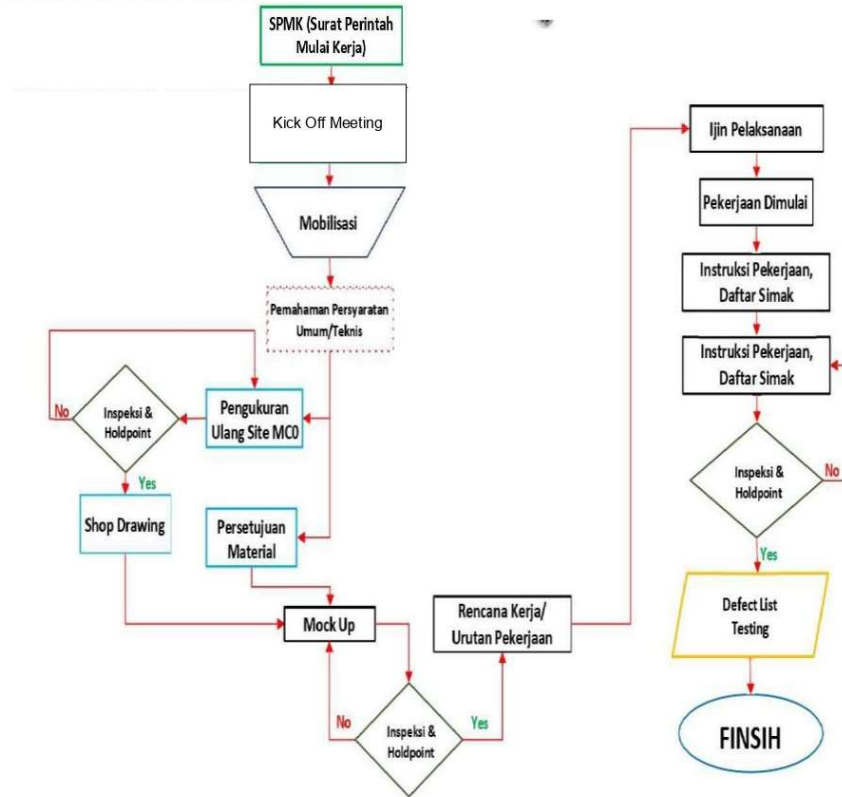 SPMK (Surat Perintah
Mulai Kerja)
Kick Off Meeting
Mobilisasi
Pemahaman Persyaratan
Umum/Teknis
No
Inspeksi &
Holdpoint
Pengukuran
Ulang Site MC0
Yes
Shop Drawing
Persetujuan
Material
Mock Up
No
Inspeksi &
Holdpoint
Yes
Rencana Kerja/
Urutan Pekerjaan
Ijin Pelaksanaan
Pekerjaan Dimulai
Instruksi Pekerjaan,
Daftar Simak
Instruksi Pekerjaan,
Daftar Simak
Inspeksi &
Holdpoint
No
Yes
Defect List
Testing
FINSIH